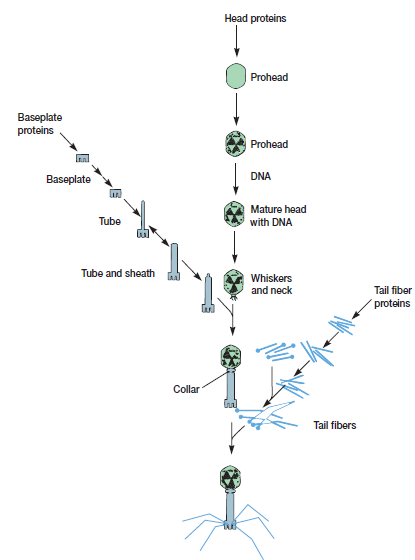 Head proteins
Prohead
Baseplate
proteins
Prohead
DNA
Baseplate
Mature head
with DNA
Tube
Tube and sheath
Whiskers
and neck
Tail fiber
proteins
Collar
Tail fibers